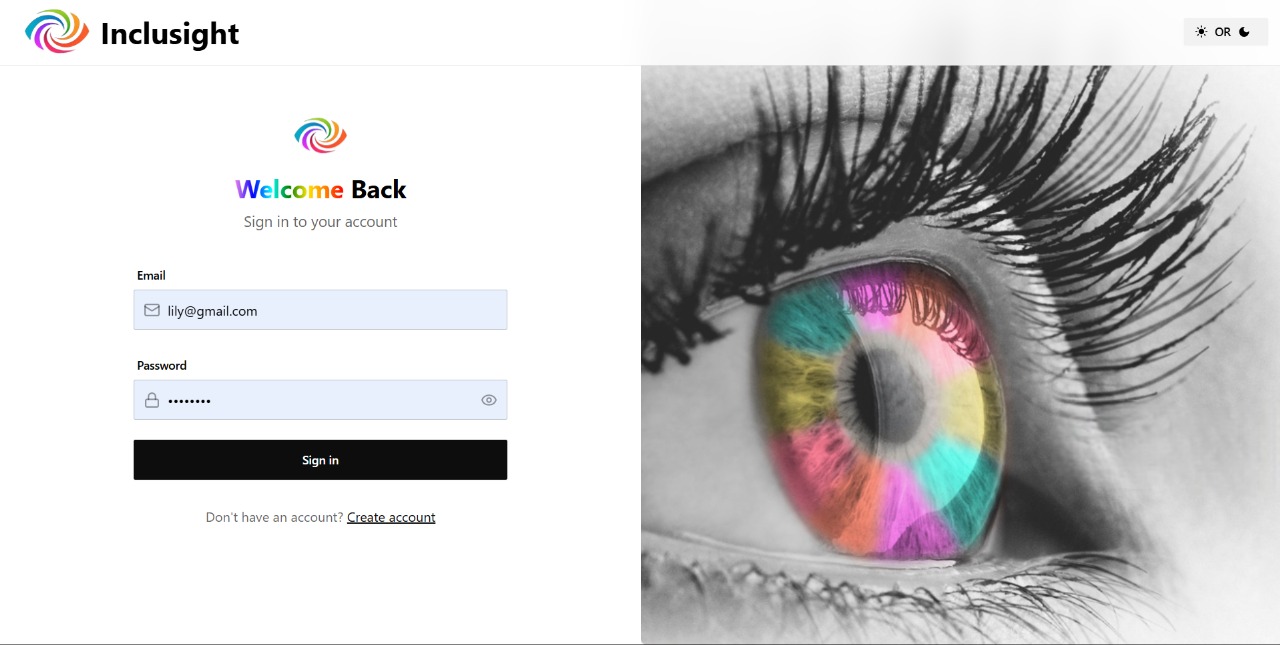 Inclusight
OR
Welcome Back
Sign in to your account
Email
lily@gmail.com
Password
••••••••
Sign in
Don't have an account? Create account